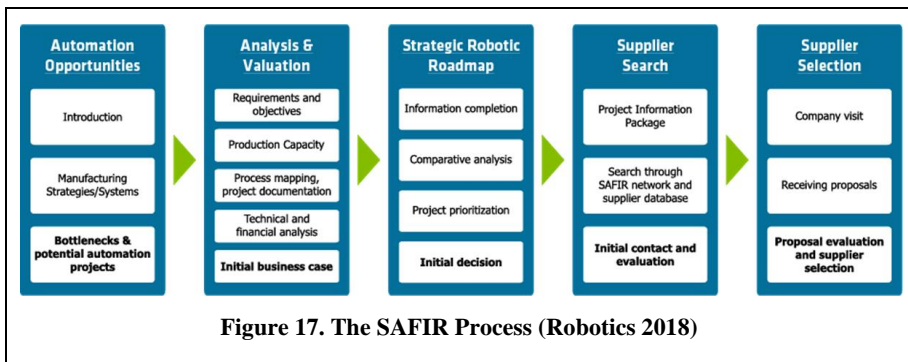 Automation
Opportunities
Introduction
Manufacturing
Strategies/Systems
Bottlenecks &
potential automation
projects
Analysis &
Valuation
Requirements and
objectives
Production Capacity
Process mapping,
project documentation
Technical and
financial analysis
Initial business case
Strategic Robotic
Roadmap
Information completion
Comparative analysis
Project prioritization
Initial decision
Supplier
Search
Project Information
Package
Search through
SAFIR network and
supplier database
Initial contact and
evaluation
Supplier
Selection
Company visit
Receiving proposals
Proposal evaluation
and supplier
selection
Figure 17. The SAFIR Process (Robotics 2018)